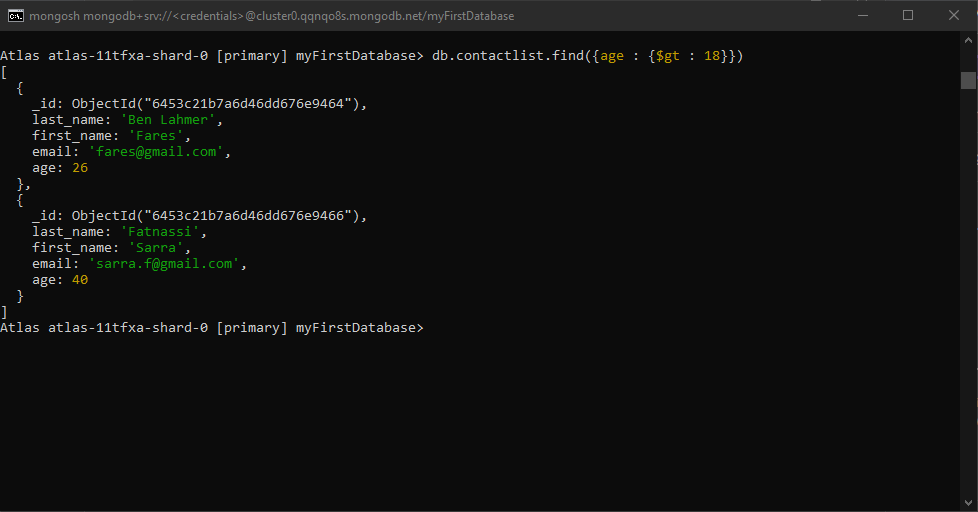 mongosh mongodb+srv://<credentials>@cluster0.qqnqo8s.mongodb.net/myFirstDatabase
Atlas atlas-11tfxa-shard-0 [primary] myFirstDatabase> db.contactlist.find({age : {$gt : 18}})
[
  {
    _id: ObjectId("6453c21b7a6d46dd676e9464"),
    last_name: 'Ben Lahmer',
    first_name: 'Fares',
    email: 'fares@gmail.com',
    age: 26
  },
  {
    _id: ObjectId("6453c21b7a6d46dd676e9466"),
    last_name: 'Fatnassi',
    first_name: 'Sarra',
    email: 'sarra.f@gmail.com',
    age: 40
  }
]
Atlas atlas-11tfxa-shard-0 [primary] myFirstDatabase>